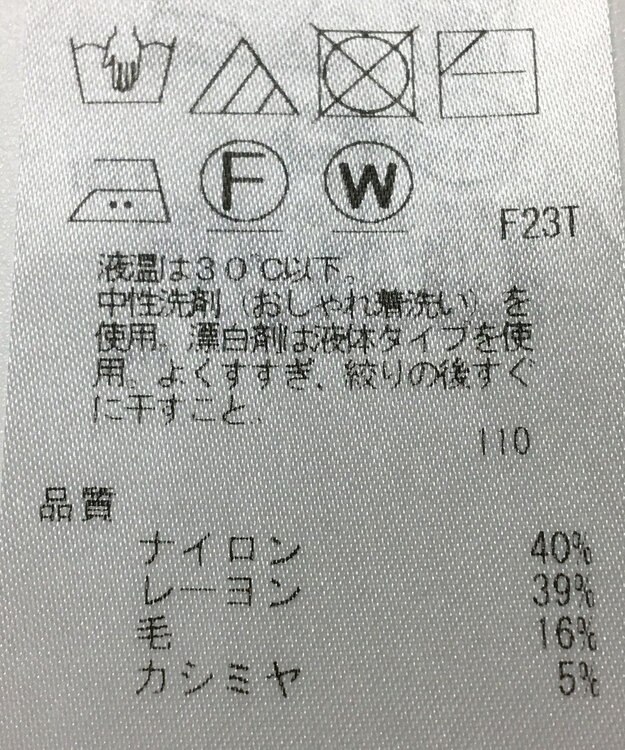 F W
F23T
液温は30℃以下。
中性洗剤（おしゃれ着洗い）を
使用。漂白剤は液体タイプを使
用。よくすすぎ、絞りの後すぐ
に干すこと。
110
品質
ナイロン 40%
レーヨン 39%
毛 16%
カシミヤ 5%